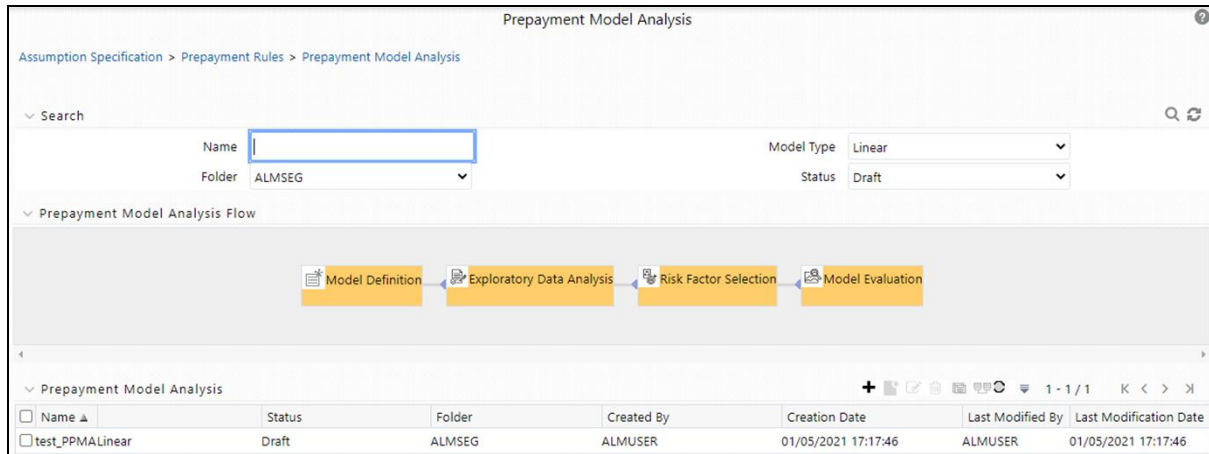 Prepayment Model Analysis
Assumption Specification > Prepayment Rules > Prepayment Model Analysis
Search
Name Model Type Linear
Folder ALMSEG Status Draft
Prepayment Model Analysis Flow
Model Definition Exploratory Data Analysis Risk Factor Selection Model Evaluation
Prepayment Model Analysis 1 - 1 / 1
Name Status Folder Created By Creation Date Last Modified By Last Modification Date
test_PPMALinear Draft ALMSEG ALMUSER 01/05/2021 17:17:46 ALMUSER 01/05/2021 17:17:46